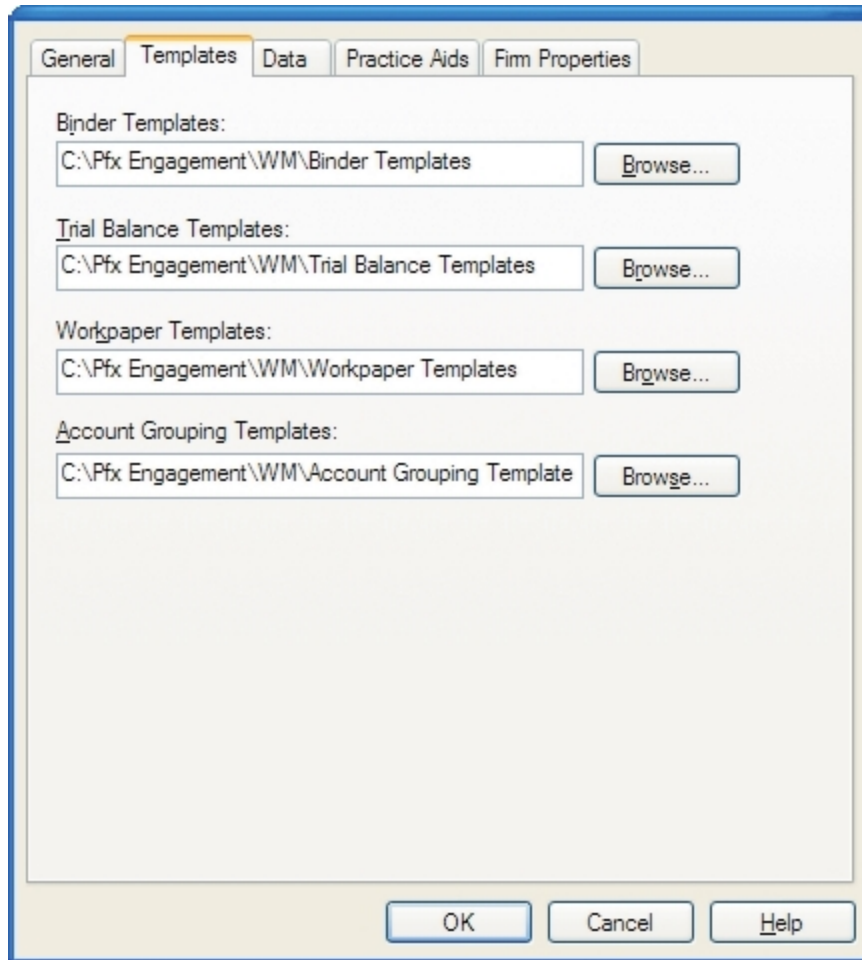 General Templates Data Practice Aids Firm Properties
Binder Templates:
C:\Pfx Engagement\WM\Binder Templates Browse...
Trial Balance Templates:
C:\Pfx Engagement\WM\Trial Balance Templates Browse...
Workpaper Templates:
C:\Pfx Engagement\WM\Workpaper Templates Browse...
Account Grouping Templates:
C:\Pfx Engagement\WM\Account Grouping Template Browse...
OK Cancel Help